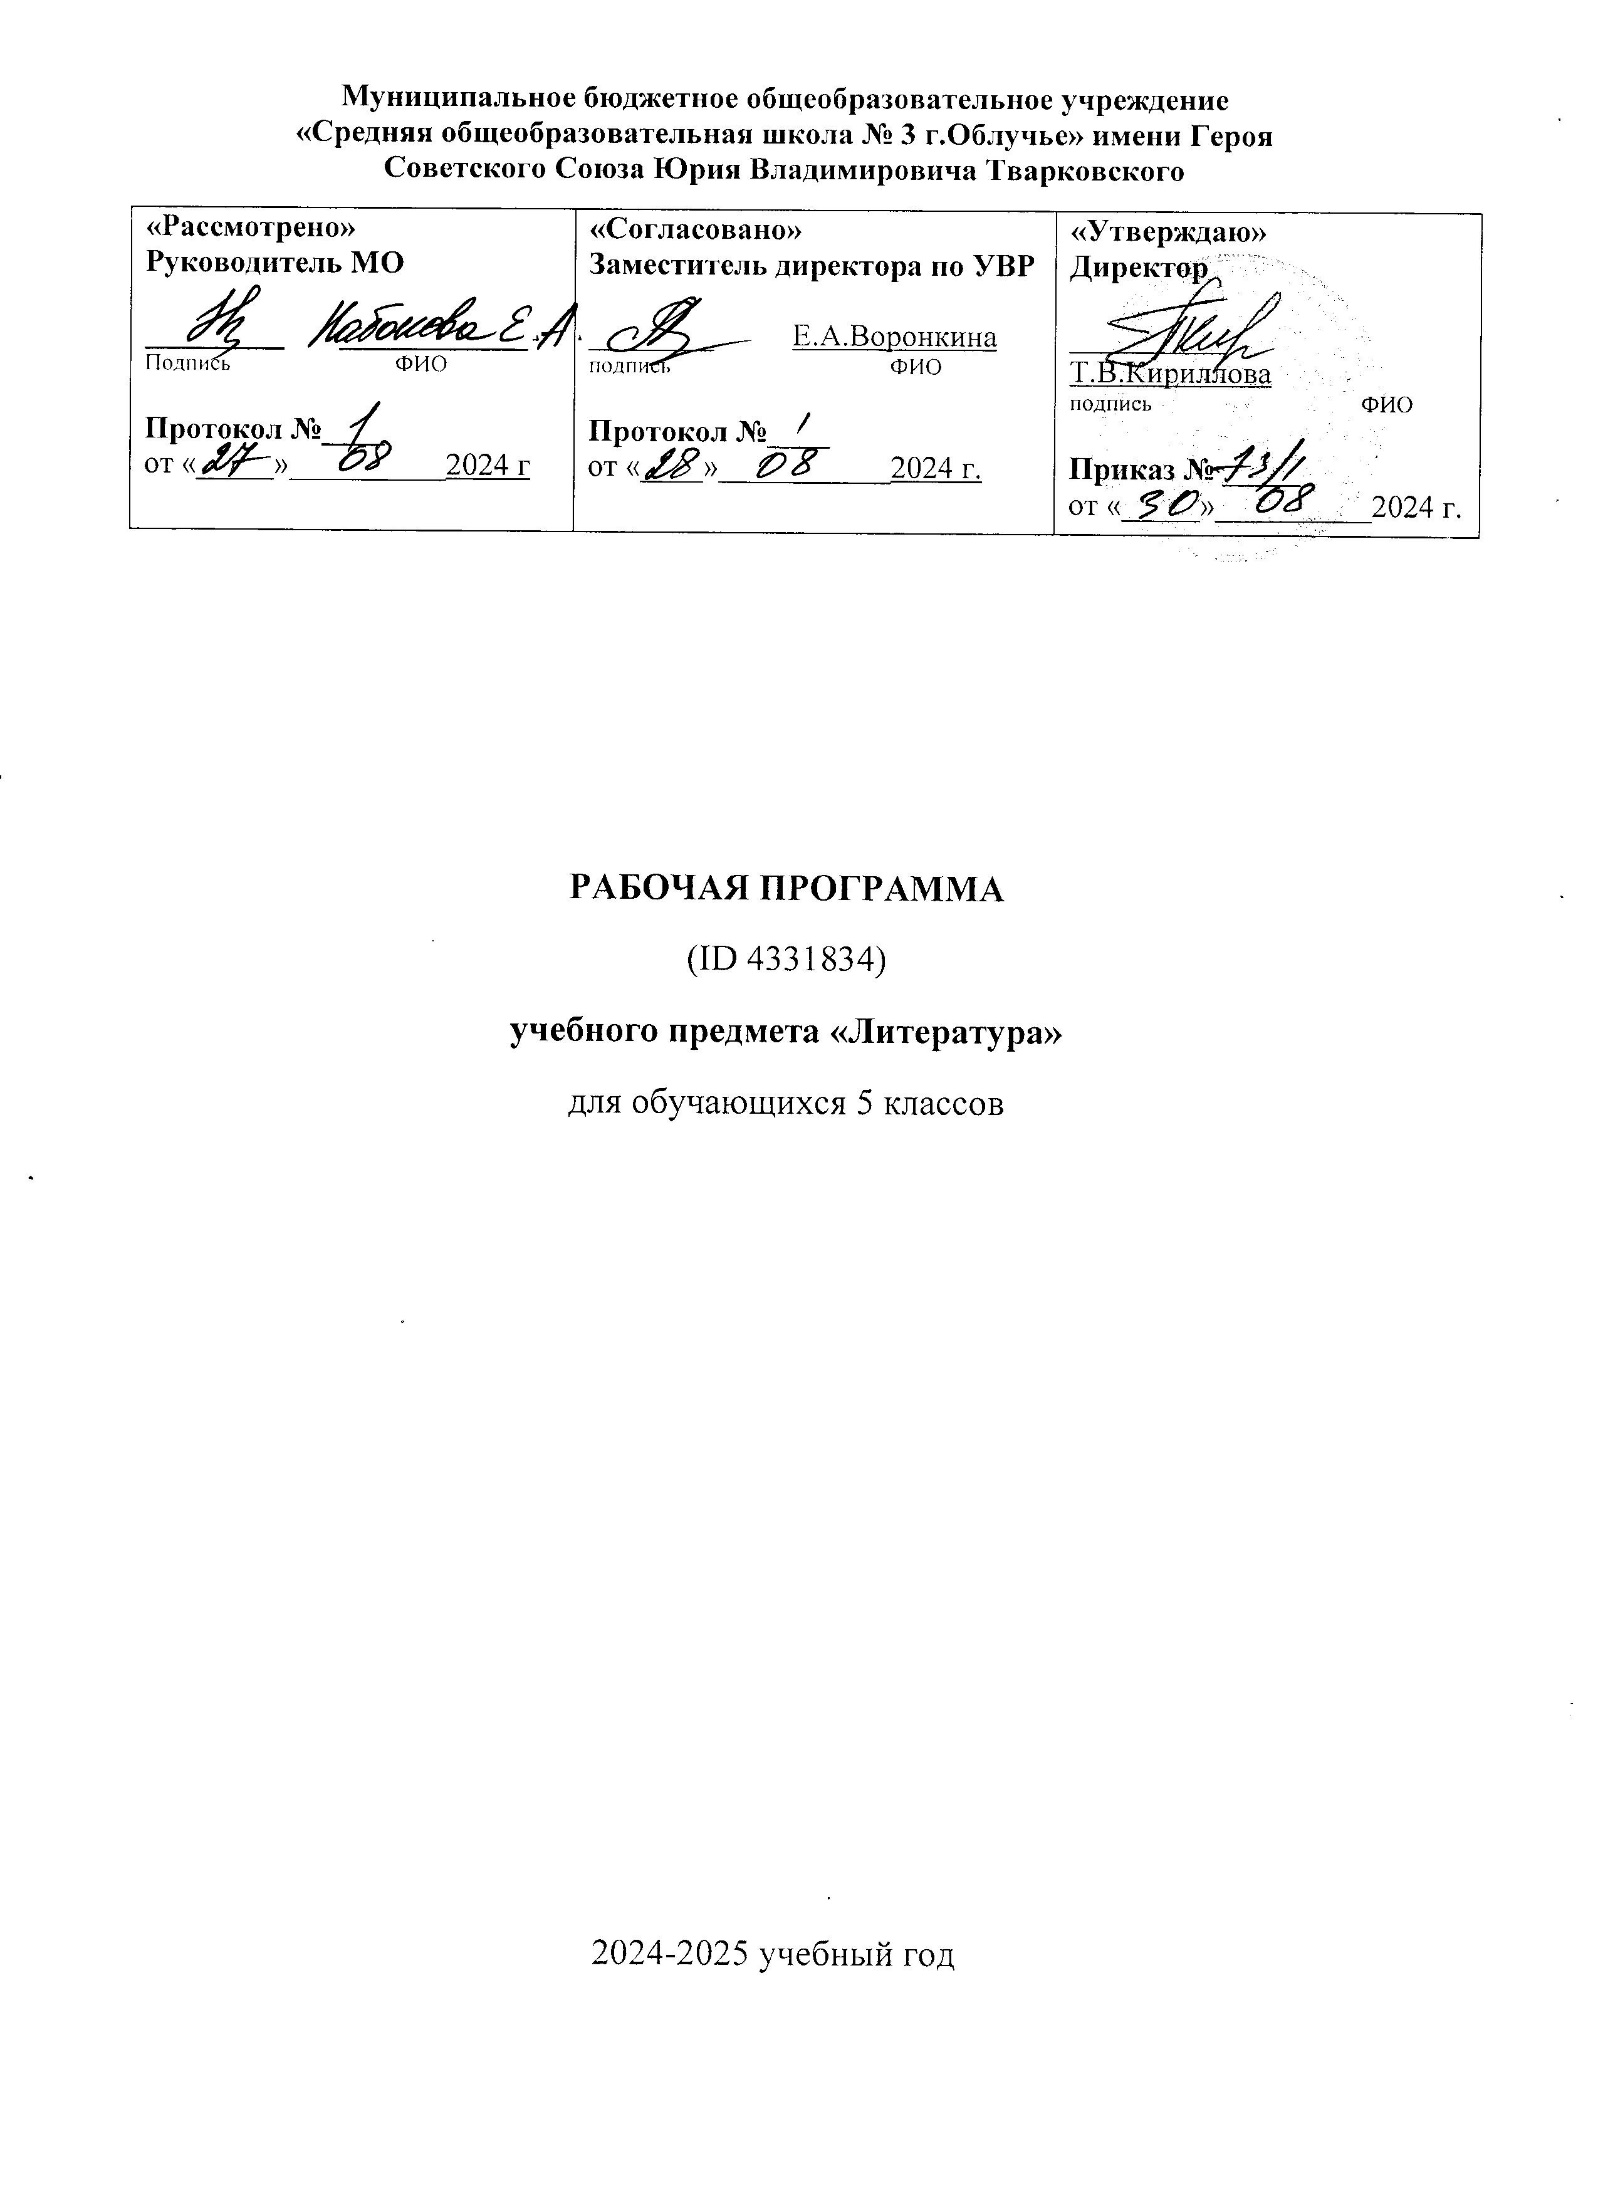 Муниципальное бюджетное общеобразовательное учреждение
«Средняя общеобразовательная школа № 3 г.Облучье» имени Героя
Советского Союза Юрия Владимировича Тварковского
«Рассмотрено»
Руководитель МО
Е.А.
Подпись ФИО
Протокол № 1
от «27» 08 2024 г
«Согласовано»
Заместитель директора по УВР
Е.А.Воронкина
подпись ФИО
Протокол № 1
от «28» 08 2024 г.
«Утверждаю»
Директор
Т.В.Кириллова
подпись ФИО
Приказ № 73/1
от «30» 08 2024 г.
РАБОЧАЯ ПРОГРАММА
(ID 4331834)
учебного предмета «Литература»
для обучающихся 5 классов
2024-2025 учебный год